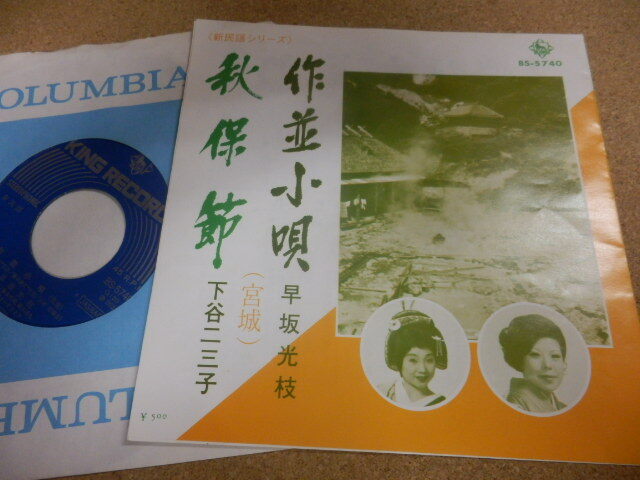 〈新民謡シリーズ〉
BS-5740
作並小唄
早坂光枝
(宮城)
秋保節
下谷二三子
¥500
COLUMBIA
KING RECORD